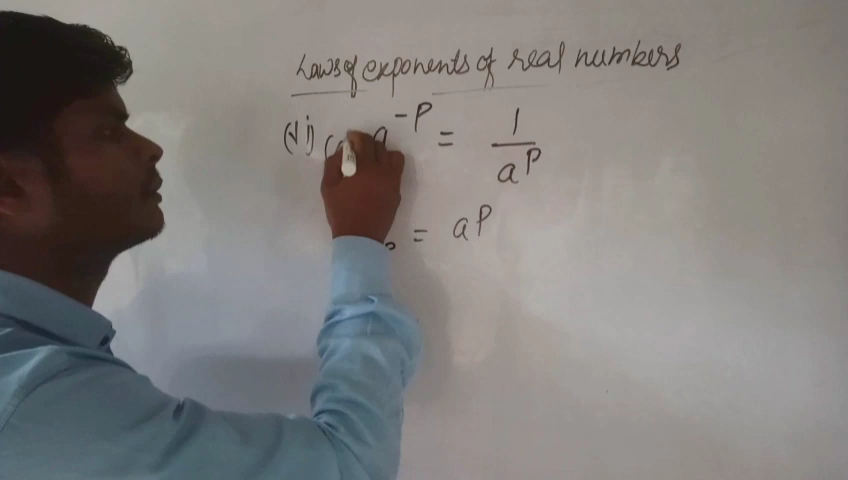 Laws of exponents of real numbers
(vi) (a) a^-P = 1/a^P
= a^P